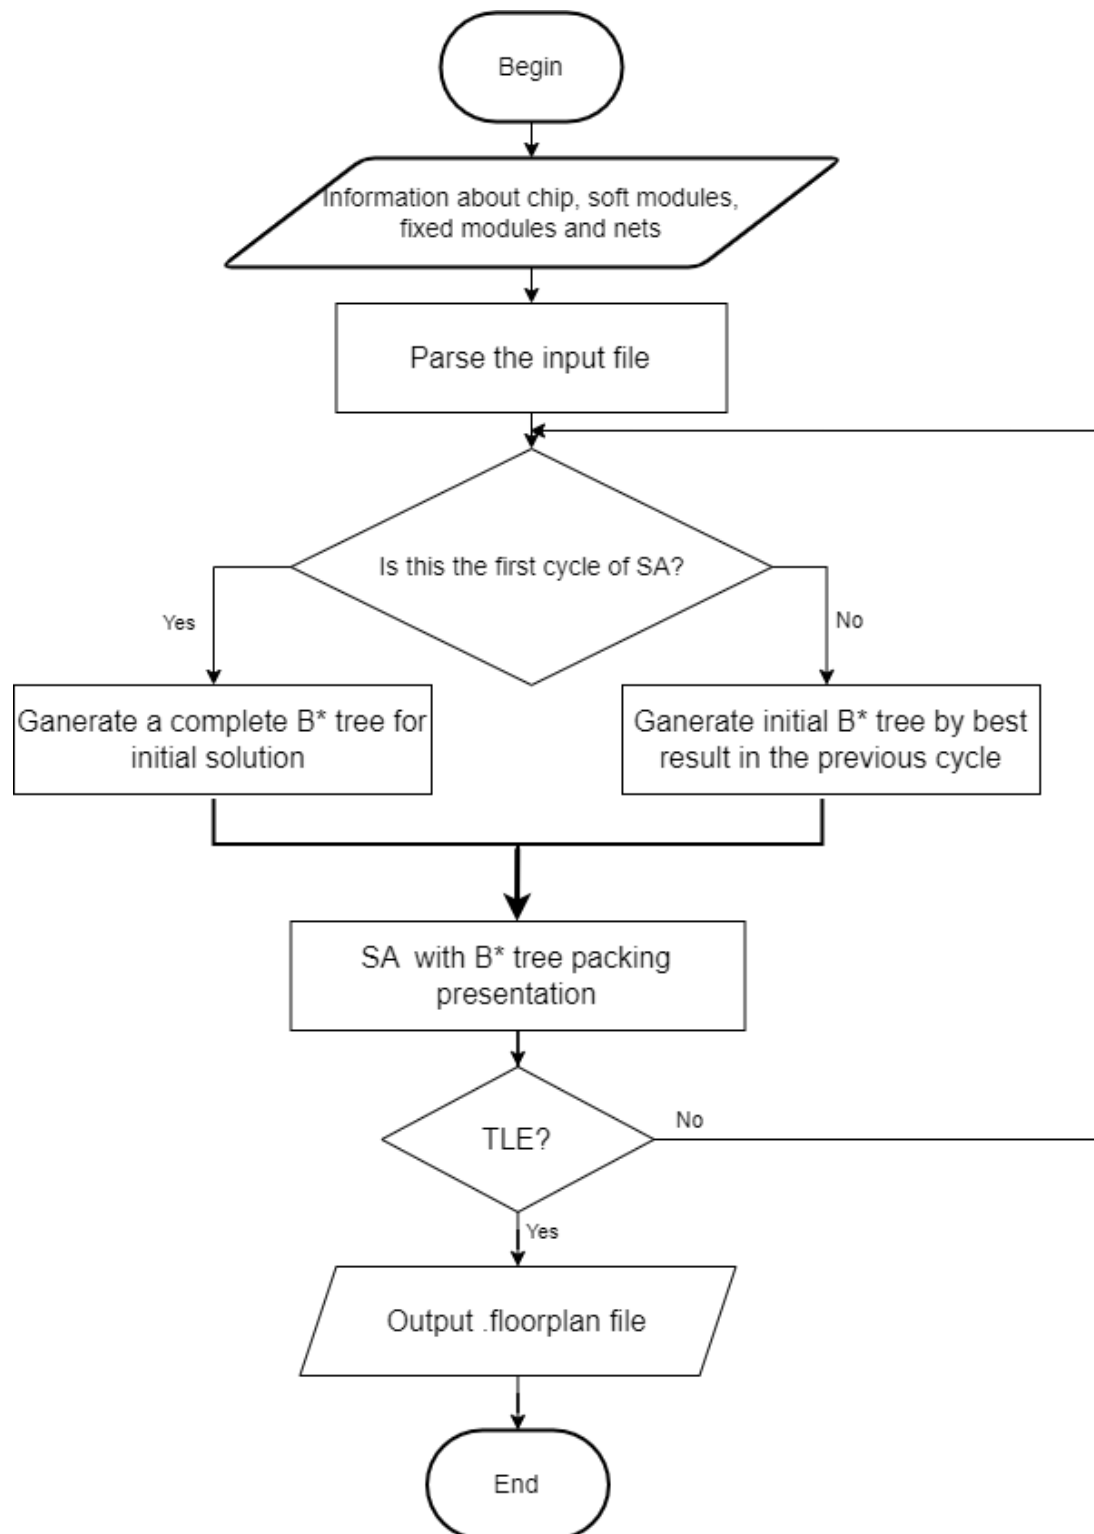 Begin
Information about chip, soft modules,
fixed modules and nets
Parse the input file
Is this the first cycle of SA?
Yes
No
Ganerate a complete B* tree for
initial solution
Ganerate initial B* tree by best
result in the previous cycle
SA with B* tree packing
presentation
TLE?
No
Yes
Output .floorplan file
End